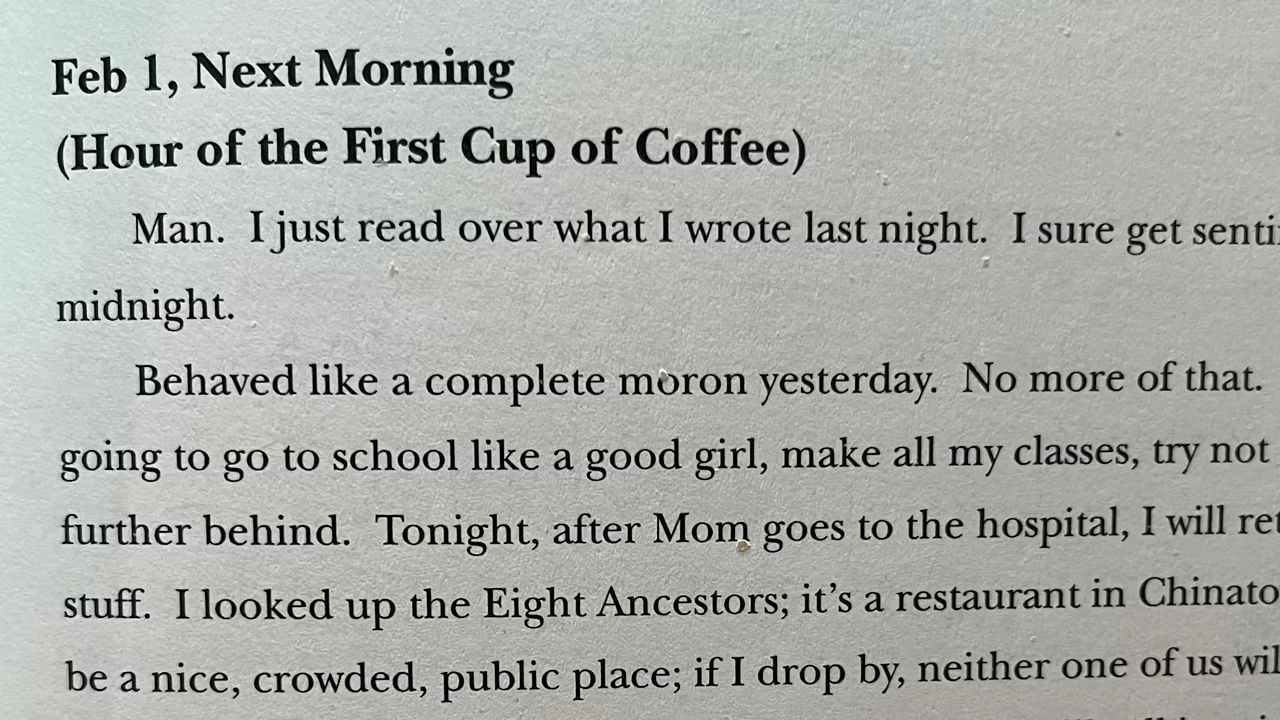 Feb 1, Next Morning
(Hour of the First Cup of Coffee)
Man. I just read over what I wrote last night. I sure get
midnight.
Behaved like a complete moron yesterday. No more of that.
going to go to school like a good girl, make all my classes, try not
further behind. Tonight, after Mom goes to the hospital, I will
stuff. I looked up the Eight Ancestors; it’s a restaurant in
be a nice, crowded, public place; if I drop by, neither one of us